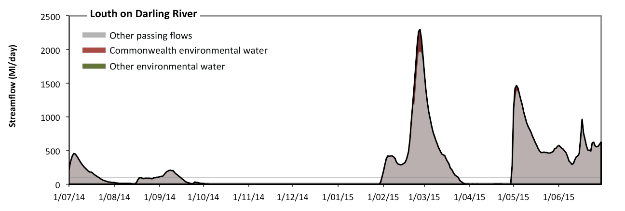 Louth on Darling River
2500
2000
1500
1000
500
0
Streamflow (Ml/day)
Other passing flows
Commonwealth environmental water
Other environmental water
1/07/14 1/08/14 1/09/14 1/10/14 1/11/14 1/12/14 1/01/15 1/02/15 1/03/15 1/04/15 1/05/15 1/06/15